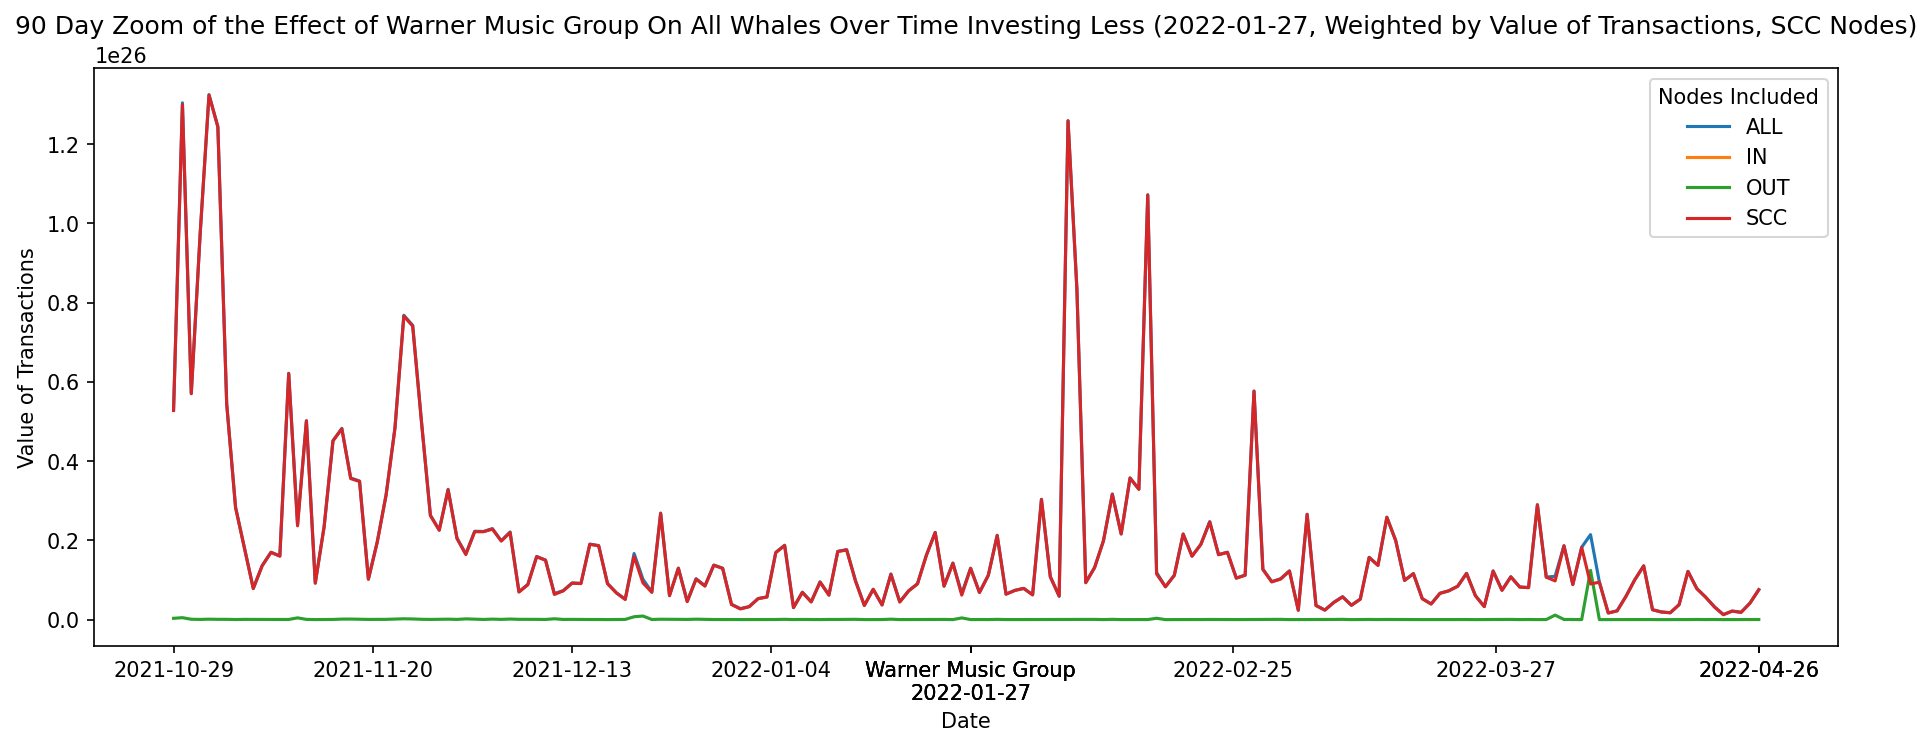 90 Day Zoom of the Effect of Warner Music Group On All Whales Over Time Investing Less (2022-01-27, Weighted by Value of Transactions, SCC Nodes)
1e26
Nodes Included
ALL
IN
OUT
SCC
Value of Transactions
1.2
1.0
0.8
0.6
0.4
0.2
0.0
2021-10-29
2021-11-20
2021-12-13
2022-01-04
Warner Music Group
2022-01-27
2022-02-25
2022-03-27
2022-04-26
Date